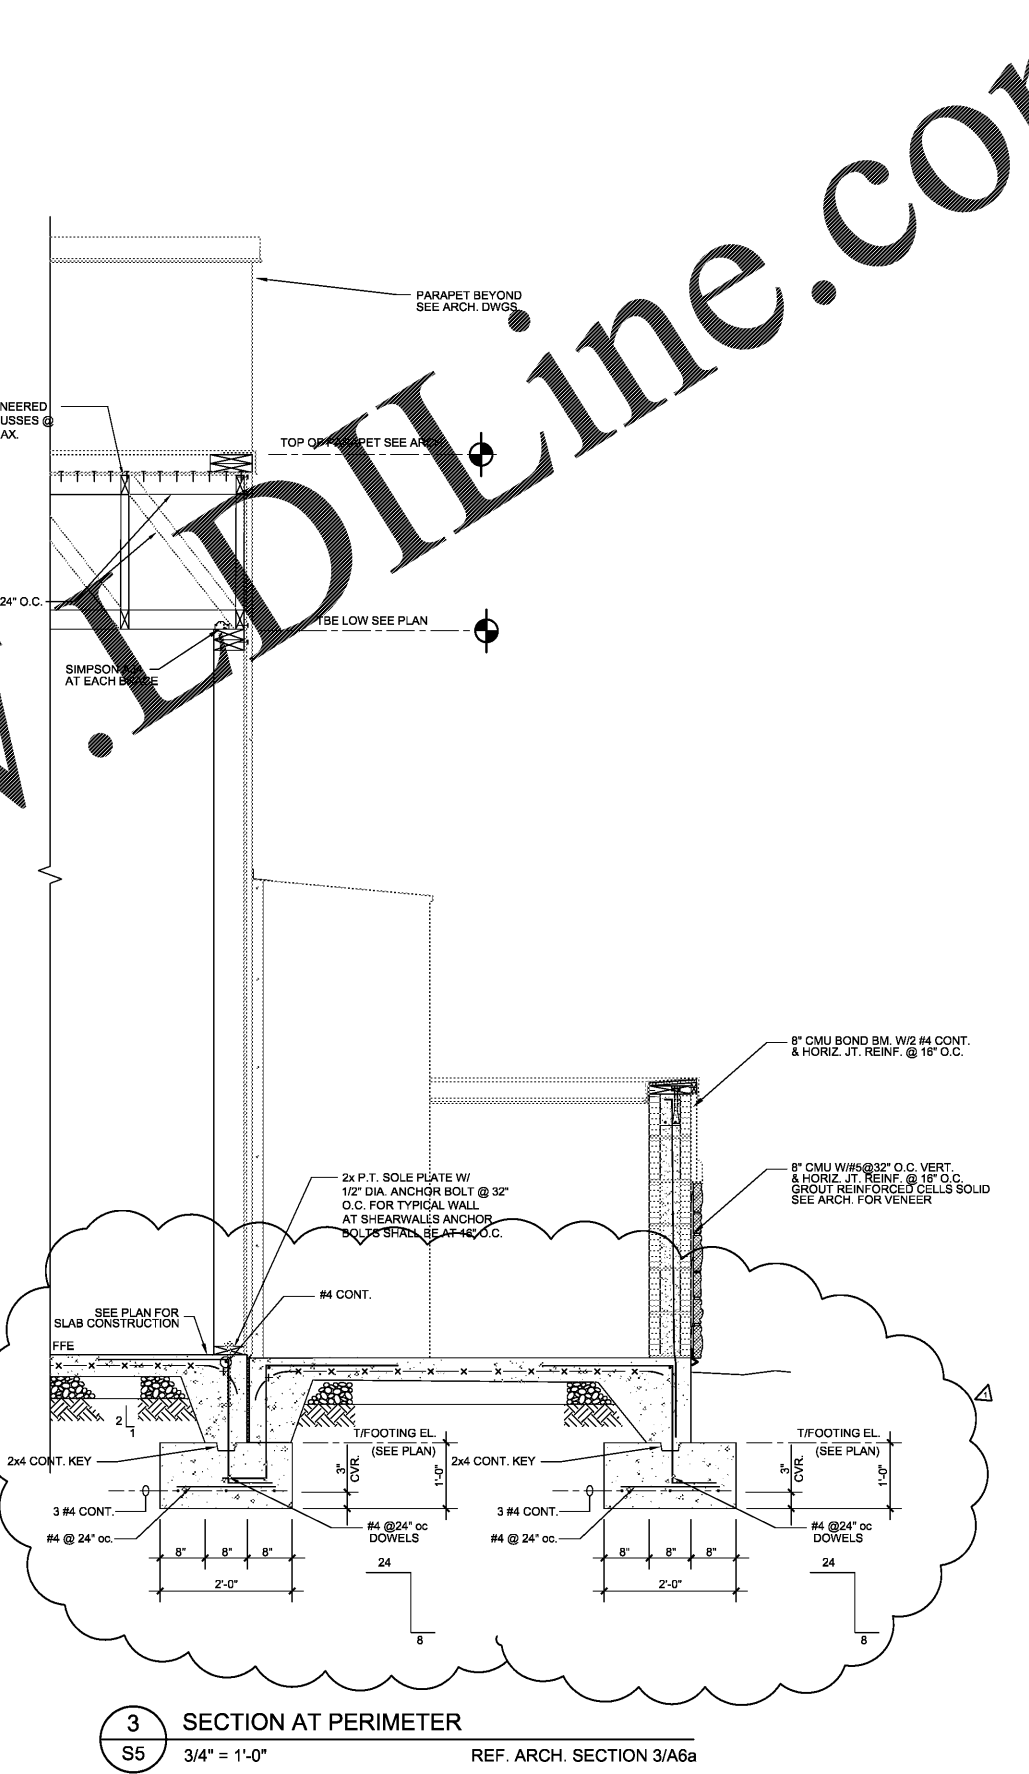 PARAPET BEYOND
SEE ARCH. DWGS
NEERED
USSES @
AX.
TOP OF PARAPET SEE ARCH
24" O.C.
TBE LOW SEE PLAN
SIMPSON
AT EACH BRACE
.LDILine.com
8" CMU BOND BM. W/2 #4 CONT.
& HORIZ. JT. REINF. @ 16" O.C.
8" CMU W/#5@32" O.C. VERT.
& HORIZ. JT. REINF. @ 16" O.C.
GROUT REINFORCED CELLS SOLID
SEE ARCH. FOR VENEER
2x P.T. SOLE PLATE W/
1/2" DIA. ANCHOR BOLT @ 32"
O.C. FOR TYPICAL WALL
AT SHEARWALLS ANCHOR
BOLTS SHALL BE AT 16" O.C.
#4 CONT.
SEE PLAN FOR
SLAB CONSTRUCTION
FFE
2
1
1
T/FOOTING EL.
(SEE PLAN)
T/FOOTING EL.
(SEE PLAN)
2x4 CONT. KEY
3"
CVR.
1'-0"
2x4 CONT. KEY
3"
CVR.
1'-0"
3 #4 CONT.
#4 @ 24" oc.
#4 @24" oc
DOWELS
3 #4 CONT.
#4 @ 24" oc.
#4 @24" oc
DOWELS
8" 8" 8"
2'-0"
24
8
8" 8" 8"
2'-0"
24
8
3
S5
SECTION AT PERIMETER
3/4" = 1'-0"
REF. ARCH. SECTION 3/A6a